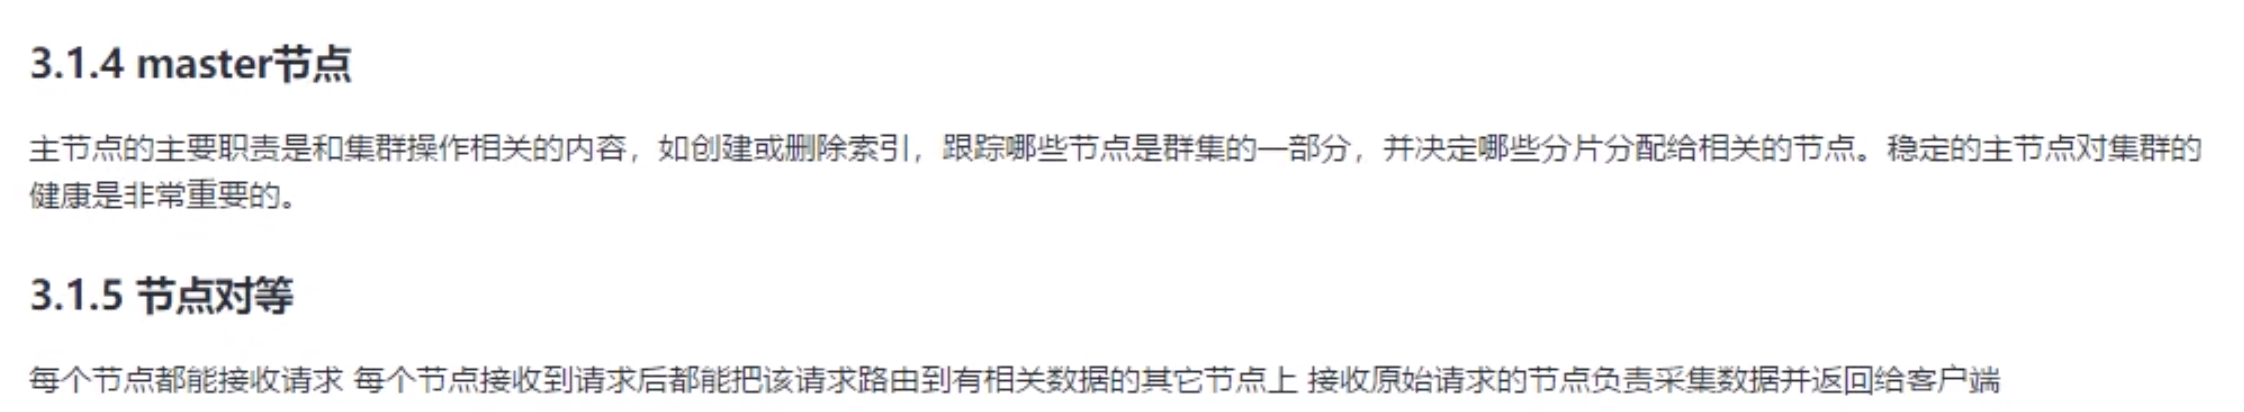 3.1.4 master节点
主节点的主要职责是和集群操作相关的内容，如创建或删除索引，跟踪哪些节点是群集的一部分，并决定哪些分片分配给相关的节点。稳定的主节点对集群的
健康是非常重要的。
3.1.5 节点对等
每个节点都能接收请求 每个节点接收到请求后都能把该请求路由到有相关数据的其它节点上 接收原始请求的节点负责采集数据并返回给客户端